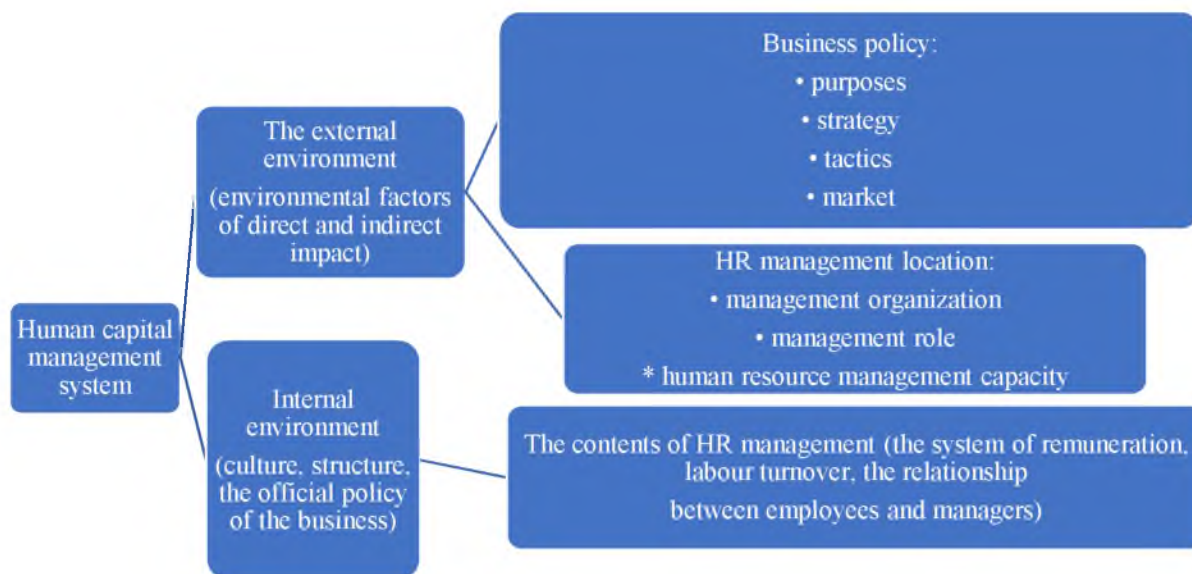 Human capital
management
system
The external
environment
(environmental factors
of direct and indirect
impact)
Internal
environment
(culture, structure,
the official policy
of the business)
Business policy:
• purposes
• strategy
• tactics
• market
HR management location:
• management organization
• management role
* human resource management capacity
The contents of HR management (the system of remuneration,
labour turnover, the relationship
between employees and managers)